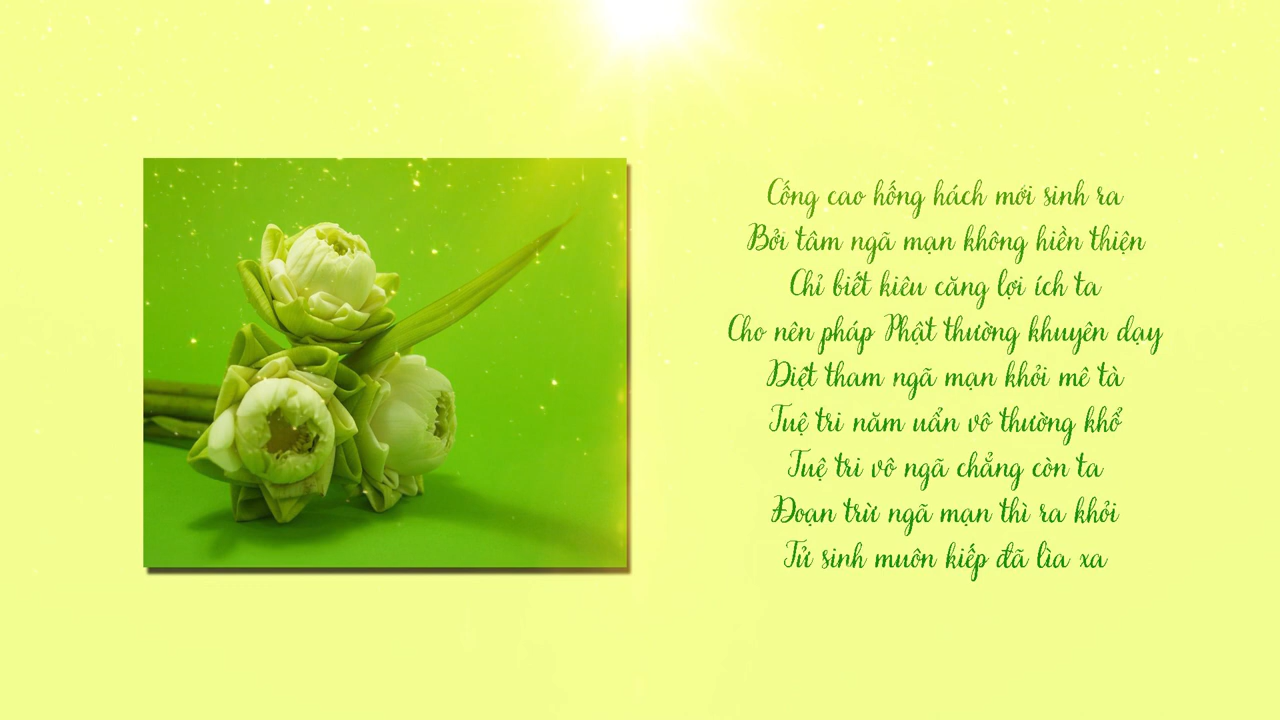 Cống cao hống hách mới sinh ra
Bởi tâm ngã mạn không hiền thiện
Chỉ biết kiêu căng lợi ích ta
Cho nên pháp Phật thường khuyên dạy
Diệt tham ngã mạn khỏi mê tà
Tuệ tri năm uẩn vô thường khổ
Tuệ tri vô ngã chẳng còn ta
Đoạn trừ ngã mạn thì ra khỏi
Tử sinh muôn kiếp đã lìa xa